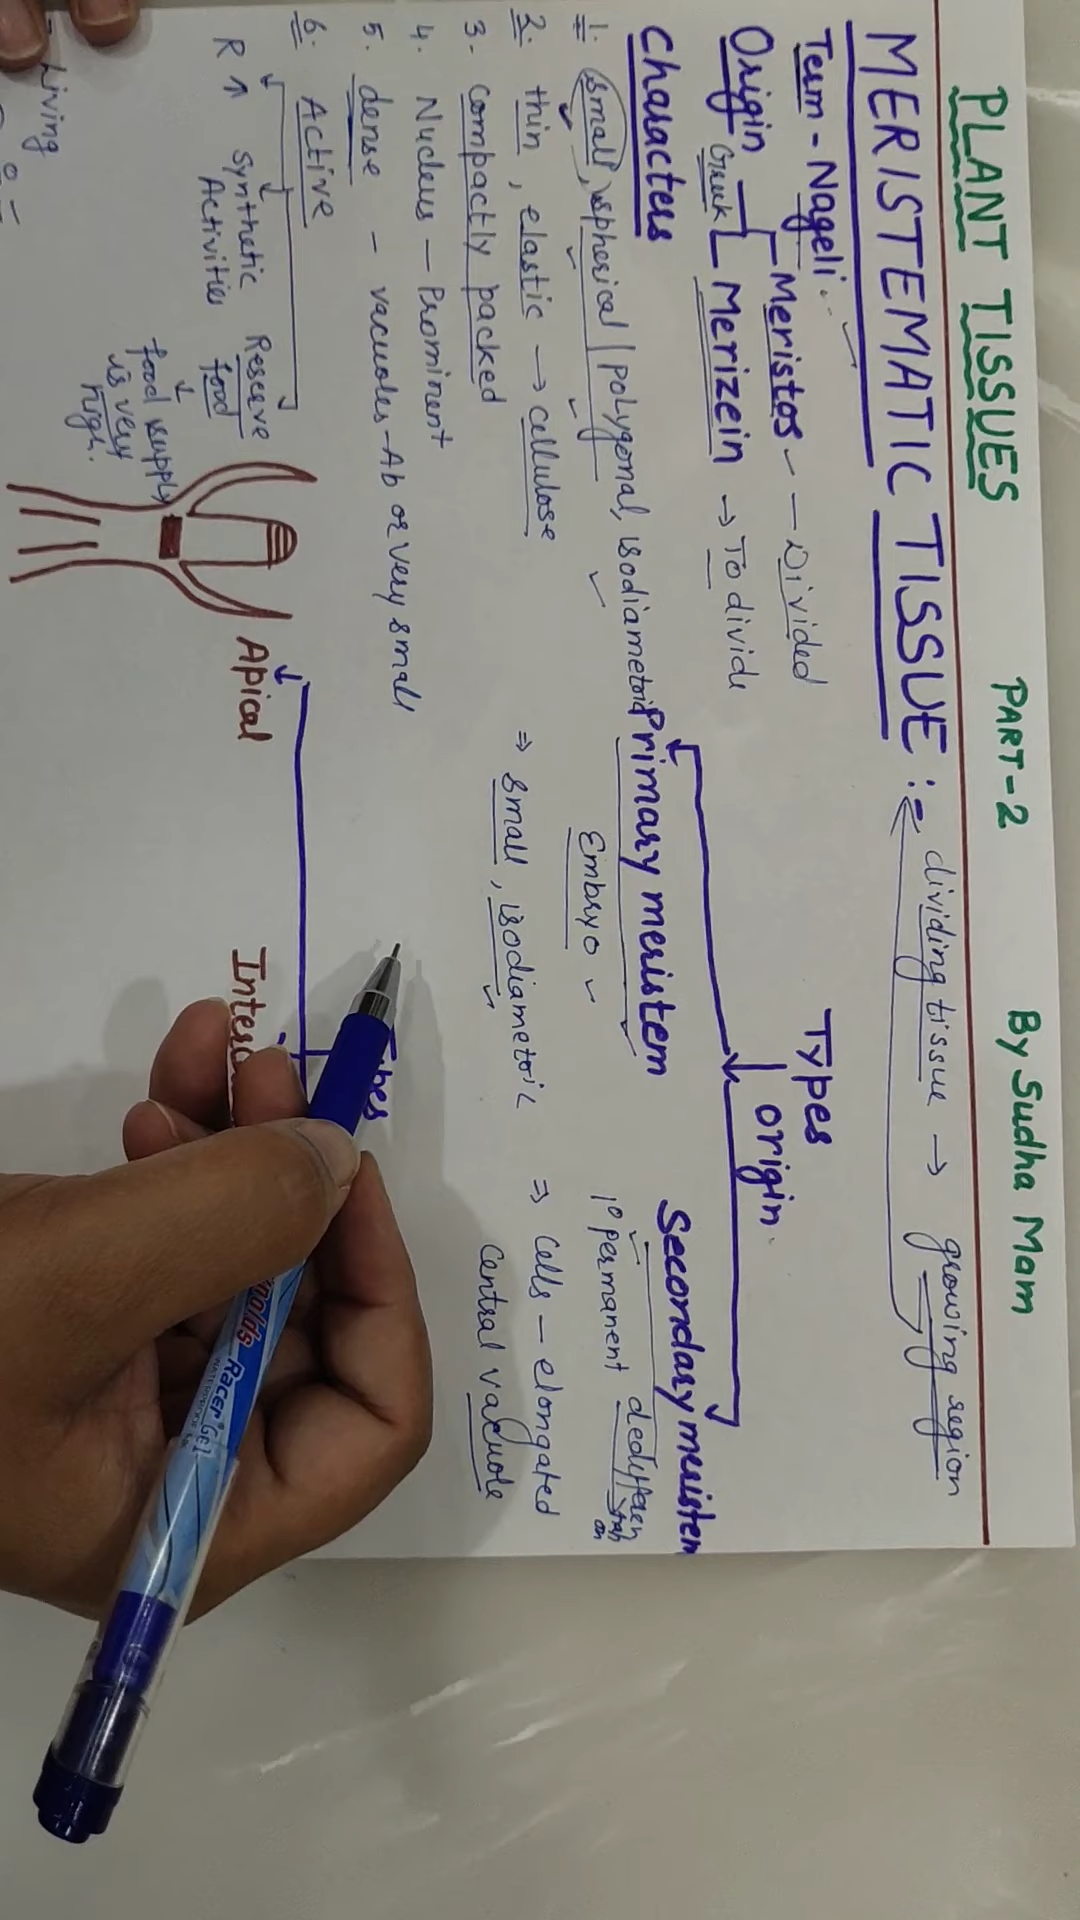 PLANT TISSUES PART-2 By Sudha Mam
MERISTEMATIC TISSUE :- dividing tissue → growing region
Term - Nageli
Origin Meristos - - Divided
Greek Merizein → To divide
Characters
1. small, spherical / polygonal, isodiametric
2. thin, elastic → cellulose
3. Compactly packed
4. Nucleus - Prominent
5. dense - vacuoles - Ab or very small
6. Active
R ↑ Synthetic Activities
Reserve food
↓
food supply is very high.
Living
Types
origin
Primary meristem
Embryo
⇒ small, isodiametric
Secondary meristem
1° permanent
⇒ Cells - elongated
Central vacuole
Apical
Racer Gel